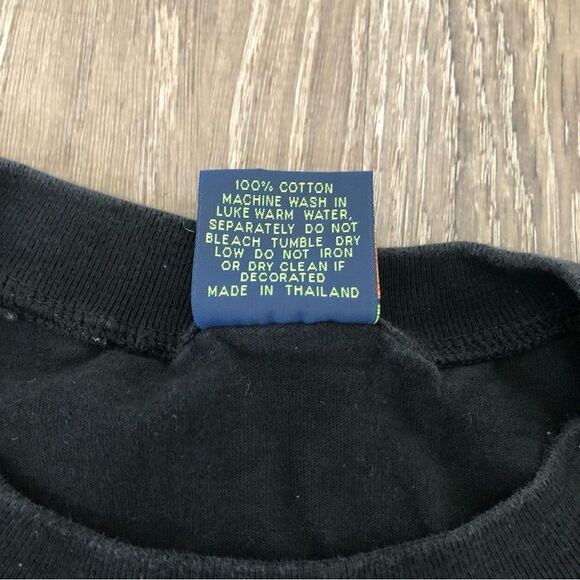 100% COTTON
MACHINE WASH IN
LUKE WARM WATER,
SEPARATELY DO NOT
BLEACH TUMBLE DRY
LOW DO NOT IRON
OR DRY CLEAN IF
DECORATED
MADE IN THAILAND